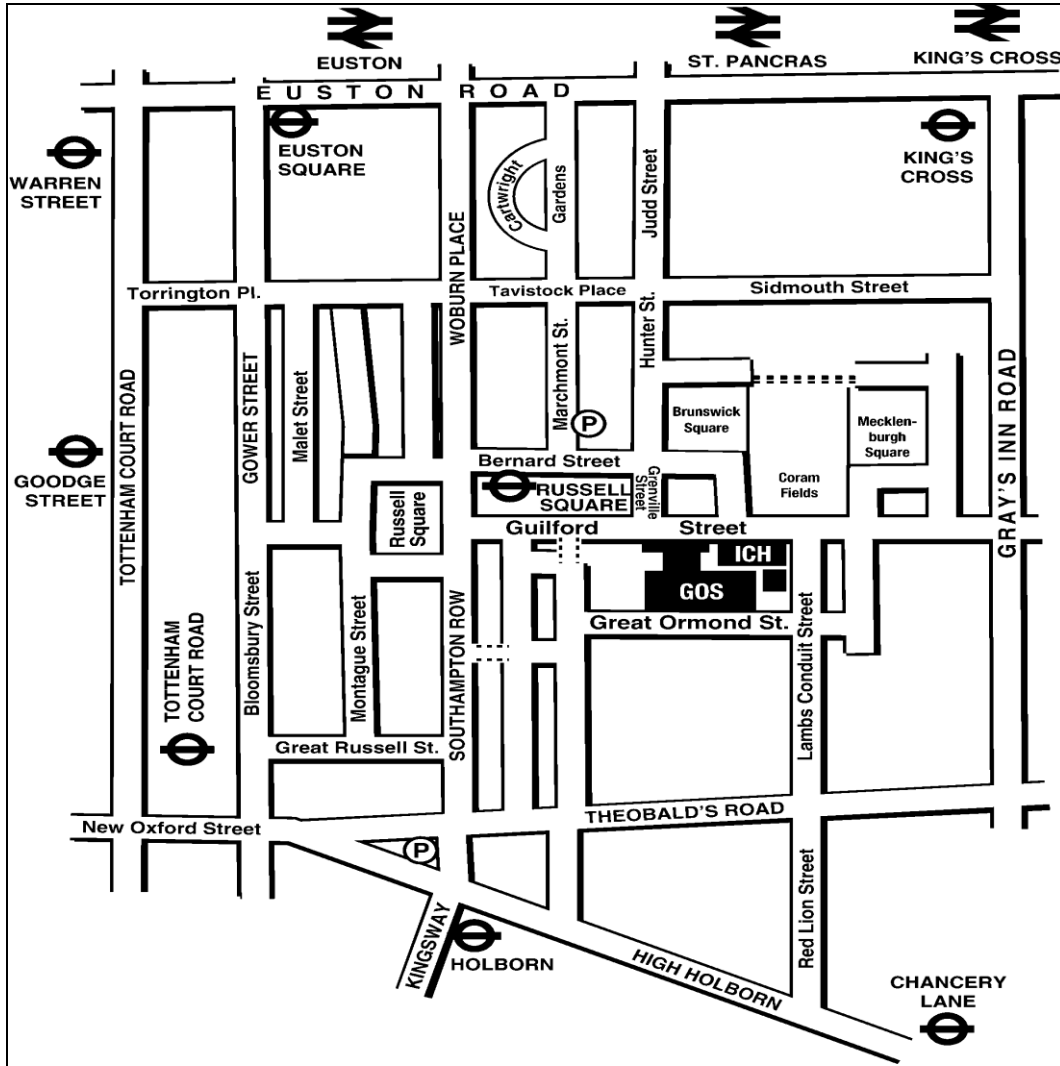 EUSTON
ST. PANCRAS
KING'S CROSS
EUSTON ROAD
WARREN
STREET
EUSTON
SQUARE
Cartwright
Gardens
Judd Street
KING'S
CROSS
WOBURN PLACE
Torrington Pl.
Tavistock Place
Sidmouth Street
TOTTENHAM COURT ROAD
GOWER STREET
Malet Street
Marchmont St.
Hunter St.
GRAY'S INN ROAD
P
Brunswick
Square
Mecklen-
burgh
Square
GOODGE
STREET
Bernard Street
Coram
Fields
Russell
Square
RUSSELL
SQUARE
Grenville
Street
Guilford Street
ICH
GOS
Great Ormond St.
TOTTENHAM
COURT ROAD
Bloomsbury Street
Montague Street
SOUTHAMPTON ROW
Lambs Conduit Street
Great Russell St.
New Oxford Street
THEOBALD'S ROAD
P
Red Lion Street
KINGSWAY
HOLBORN
HIGH HOLBORN
CHANCERY
LANE